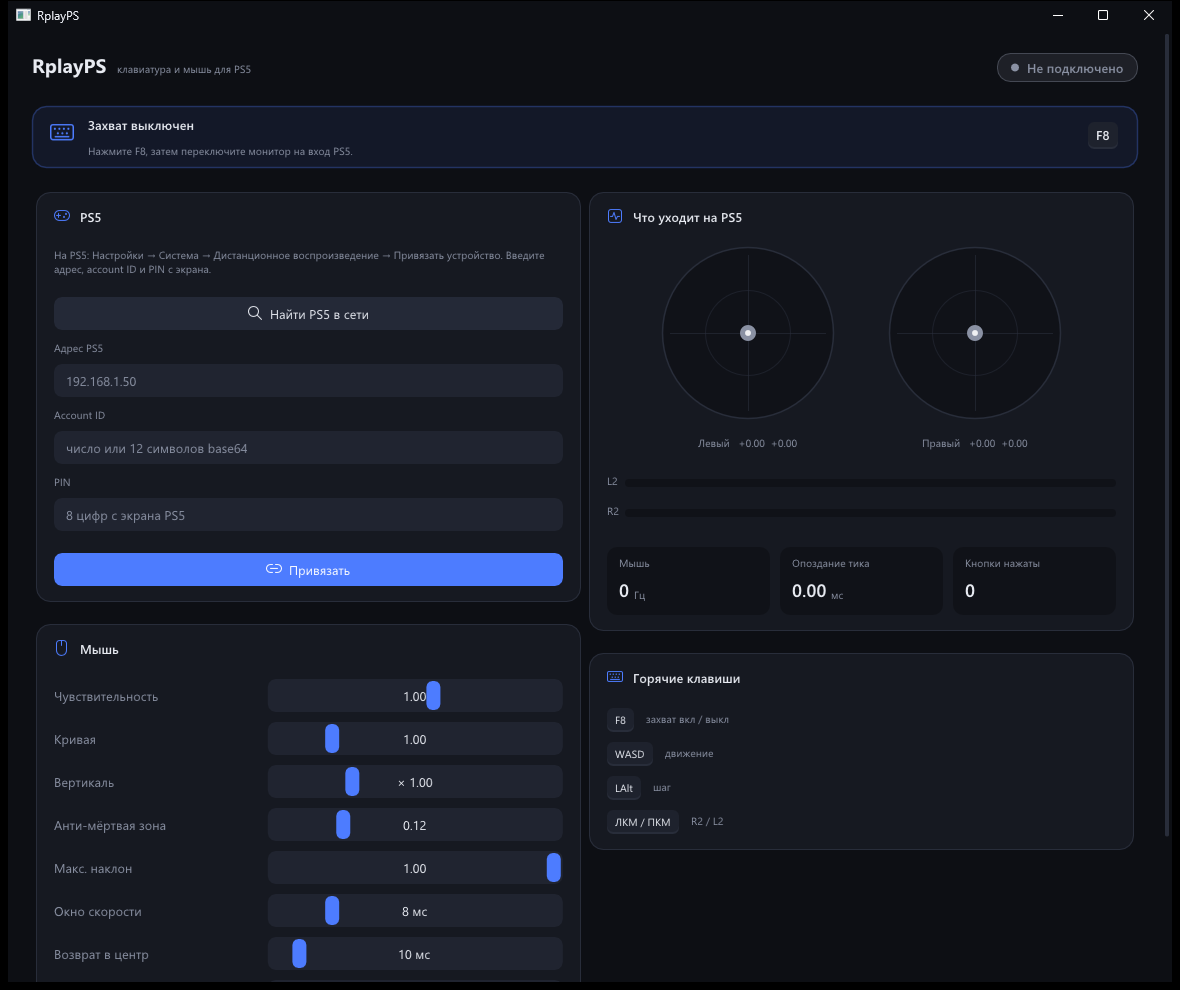 RplayPS
RplayPS клавиатура и мышь для PS5
Не подключено
Захват выключен
Нажмите F8, затем переключите монитор на вход PS5.
F8
PS5
На PS5: Настройки → Система → Дистанционное воспроизведение → Привязать устройство. Введите
адрес, account ID и PIN с экрана.
Найти PS5 в сети
Адрес PS5
192.168.1.50
Account ID
число или 12 символов base64
PIN
8 цифр с экрана PS5
Привязать
Мышь
Чувствительность 1.00
Кривая 1.00
Вертикаль × 1.00
Анти-мёртвая зона 0.12
Макс. наклон 1.00
Окно скорости 8 мс
Возврат в центр 10 мс
Что уходит на PS5
Левый +0.00 +0.00
Правый +0.00 +0.00
L2
R2
Мышь
0 Гц
Опоздание тика
0.00 мс
Кнопки нажаты
0
Горячие клавиши
F8 захват вкл / выкл
WASD движение
LAlt шаг
ЛКМ / ПКМ R2 / L2